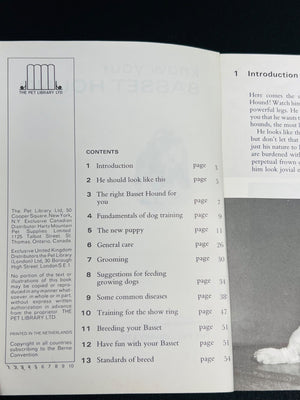 THE PET LIBRARY LTD
The Pet Library Ltd, 50
Cooper Square, New York,
N.Y. Exclusive Canadian
Distributor: Hartz Mountain
Pet Supplies Limited
1125 Talbot Street, St
Thomas, Ontario, Canada.
Exclusive United Kingdom
Distributors the Pet Library
(London) Ltd, 30 Borough
High Street, London S.E.1.
No portion of the text or
illustrations of this book
may be copied or repro-
duced in any manner what-
soever, in whole or in part,
without express written
authorization in advance
from the proprietor THE
PET LIBRARY LTD.
PRINTED IN THE NETHERLANDS
Copyright in all countries
subscribing to the Berne
Convention.
1 2 3 4 5 6 7 8 9 10
know your
BASSET HO
CONTENTS
1 Introduction page
2 He should look like this page 5
3 The right Basset Hound for
you page 7
4 Fundamentals of dog training page 9
5 The new puppy page 11
6 General care page 26
7 Grooming page 30
8 Suggestions for feeding
growing dogs page 34
9 Some common diseases page 38
10 Training for the show ring page 47
11 Breeding your Basset page 51
12 Have fun with your Basset page 51
13 Standards of breed page 54
1 Introduction
Here comes the
Hound! Watch him
powerful legs. He
you that he wants
hounds, the most l
He looks like th
but don't let that
just his nature to l
are burdened with
perpetual frown
him look jovial